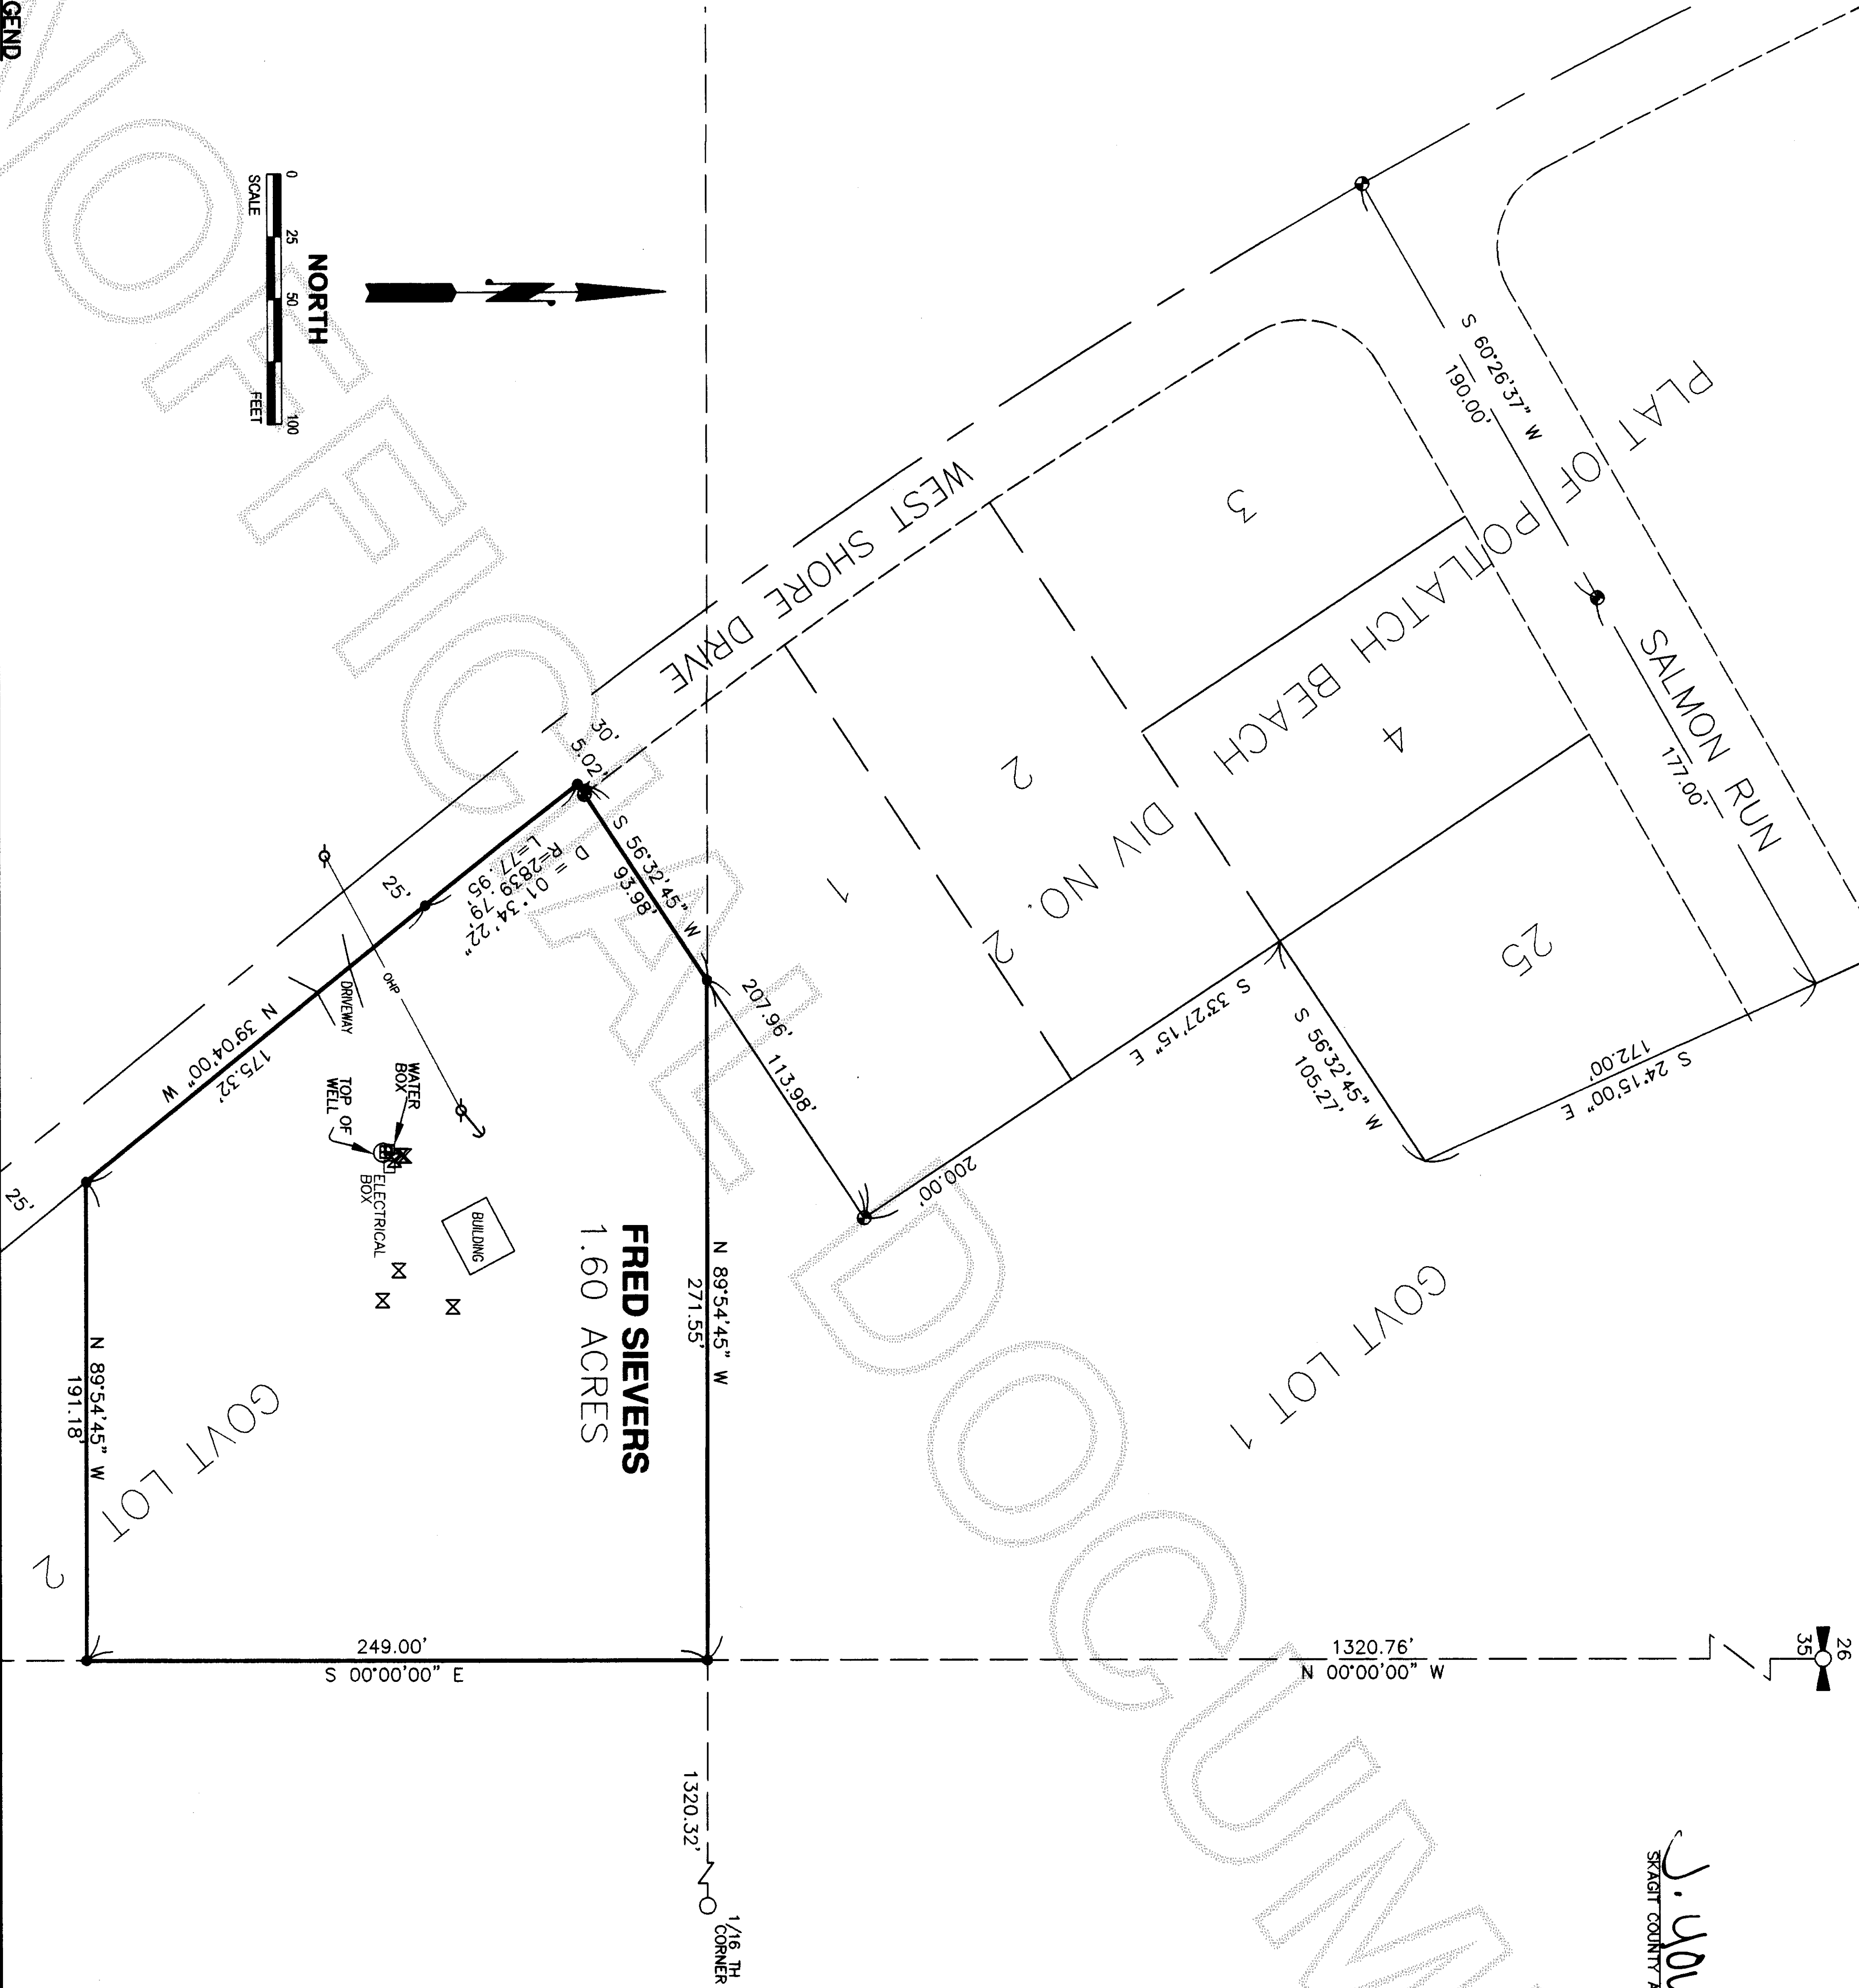 GEND
0 25 50 100
SCALE
FEET
NORTH
PLAT OF POTLATCH BEACH
DIV NO. 2
S 60°26'37" W
190.00'
SALMON RUN
177.00'
WEST SHORE DRIVE
3
4
25
2
1
S 24°15'00" E
172.00'
S 56°32'45" W
105.27'
S 33°27'15" E
200.00'
207.96'
113.98'
S 56°32'45" W
93.98'
30'
5.02'
D = 01°34'22"
R=2839.79'
L=77.95'
25'
OHP
DRIVEWAY
N 39°04'00" W
175.32'
25'
WATER
BOX
TOP OF
WELL
ELECTRICAL
BOX
BUILDING
FRED SIEVERS
1.60 ACRES
N 89°54'45" W
271.55'
N 89°54'45" W
191.18'
GOVT LOT 2
GOVT LOT 1
249.00'
S 00°00'00" E
1320.76'
N 00°00'00" W
26
35
1320.32'
1/16 TH
CORNER
SKAGIT COUNTY A
UNOFFICIAL DOCUM